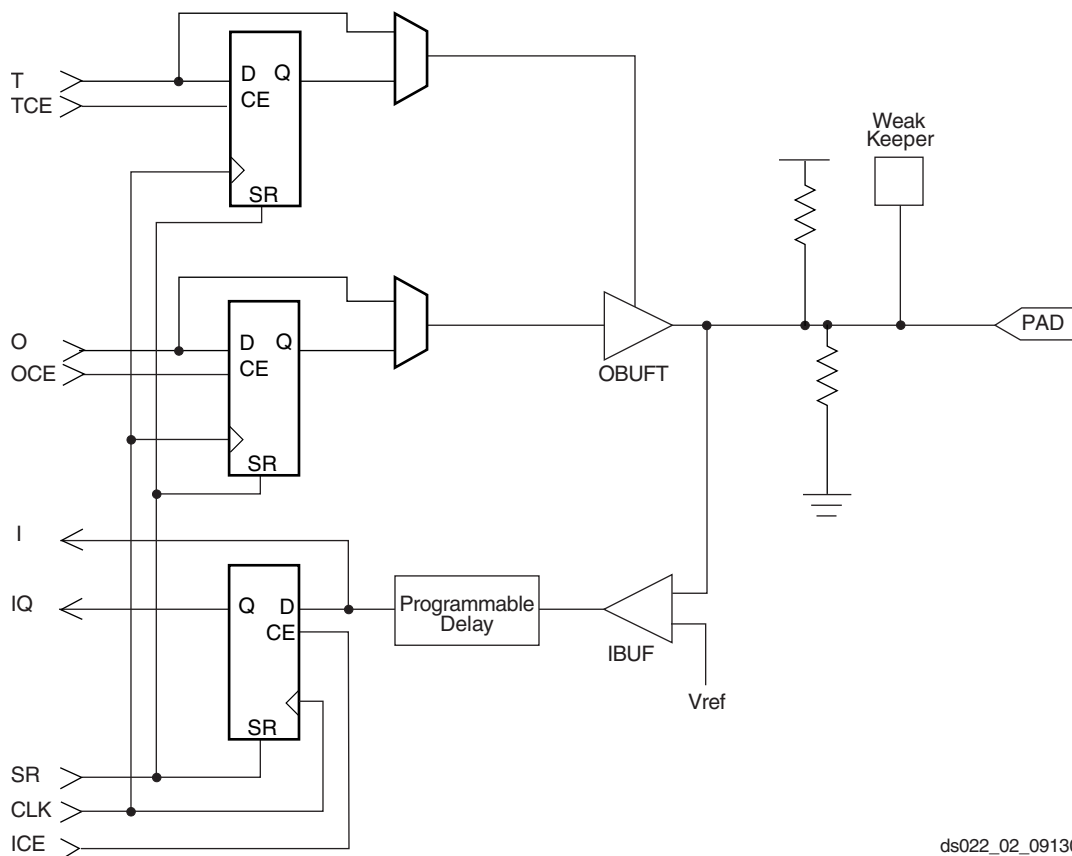 T
TCE
D Q
CE
SR
Weak
Keeper
O
OCE
D Q
CE
SR
OBUFT
PAD
I
IQ
Q D
CE
SR
Programmable
Delay
IBUF
Vref
SR
CLK
ICE